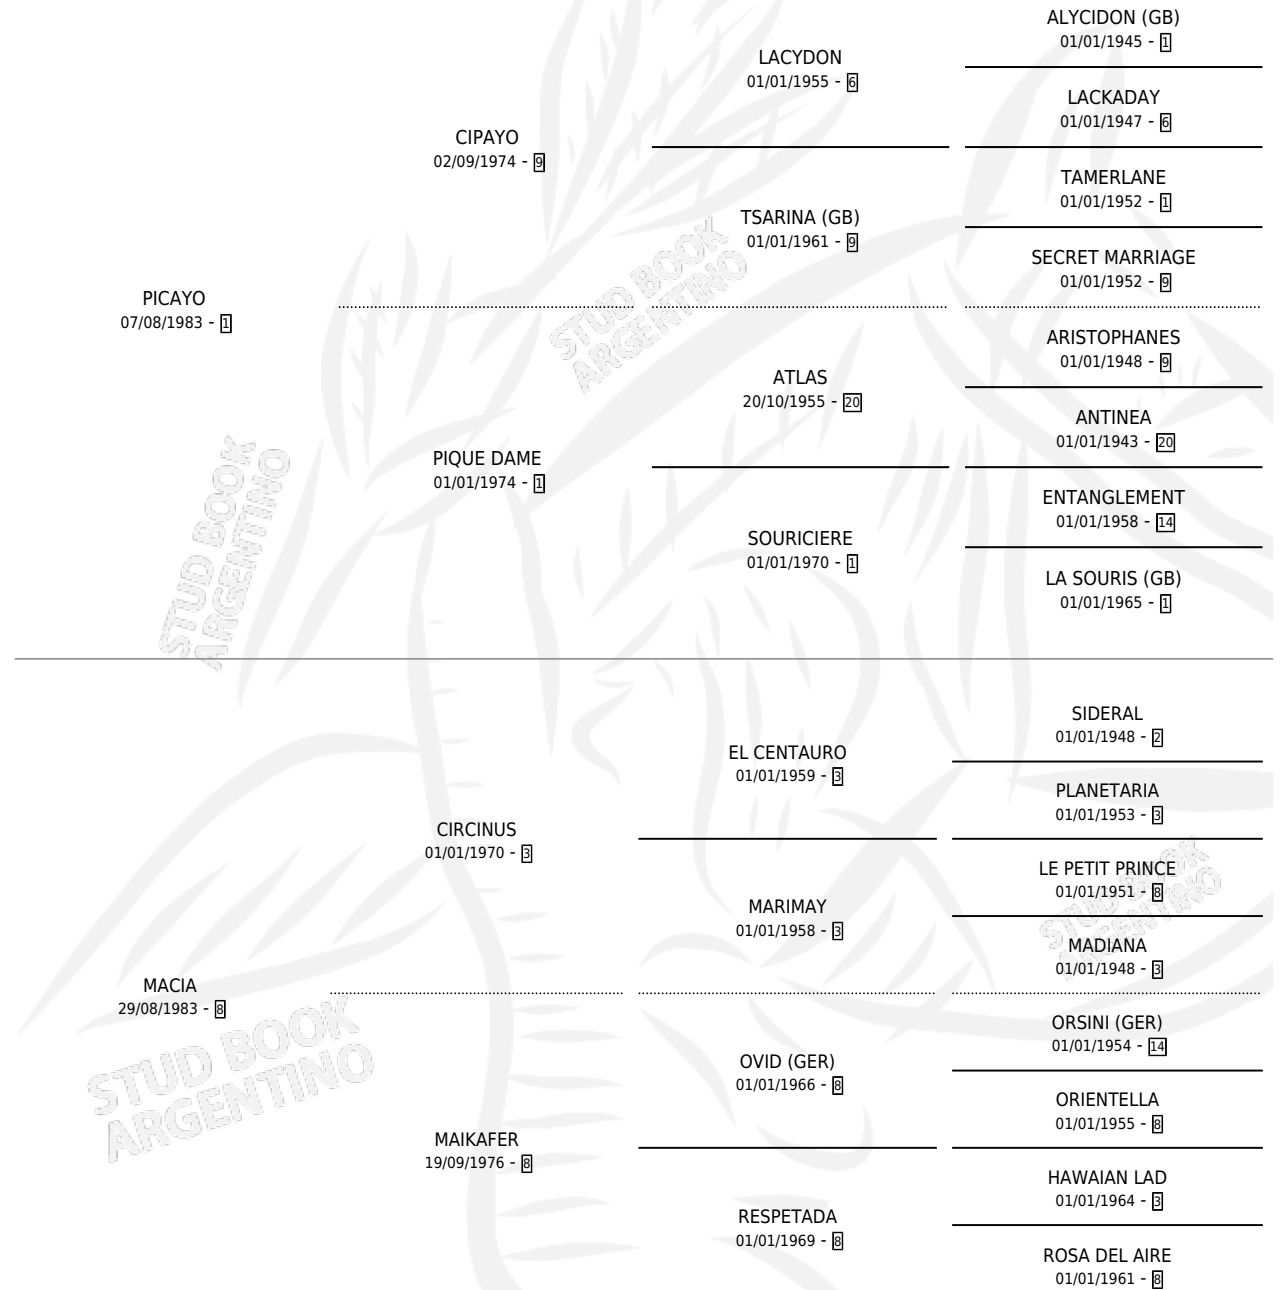 ALYCIDON (GB)
01/01/1945 - 1
LACYDON
01/01/1955 - 6
LACKADAY
01/01/1947 - 6
CIPAYO
02/09/1974 - 9
TAMERLANE
01/01/1952 - 1
TSARINA (GB)
01/01/1961 - 9
SECRET MARRIAGE
01/01/1952 - 9
PICAYO
07/08/1983 - 1
STUD BOOK
ARGENTINO
ARISTOPHANES
01/01/1948 - 9
ATLAS
20/10/1955 - 20
ANTINEA
01/01/1943 - 20
PIQUE DAME
01/01/1974 - 1
ENTANGLEMENT
01/01/1958 - 14
SOURICIERE
01/01/1970 - 1
LA SOURIS (GB)
01/01/1965 - 1
STUD BOOK
ARGENTINO
SIDERAL
01/01/1948 - 2
EL CENTAURO
01/01/1959 - 3
PLANETARIA
01/01/1953 - 3
CIRCINUS
01/01/1970 - 3
LE PETIT PRINCE
01/01/1951 - 8
MARIMAY
01/01/1958 - 3
MADIANA
01/01/1948 - 3
STUD BOOK
ARGENTINO
MACIA
29/08/1983 - 8
STUD BOOK
ARGENTINO
ORSINI (GER)
01/01/1954 - 14
OVID (GER)
01/01/1966 - 8
ORIENTELLA
01/01/1955 - 8
MAIKAFER
19/09/1976 - 8
HAWAIAN LAD
01/01/1964 - 3
RESPETADA
01/01/1969 - 8
ROSA DEL AIRE
01/01/1961 - 8